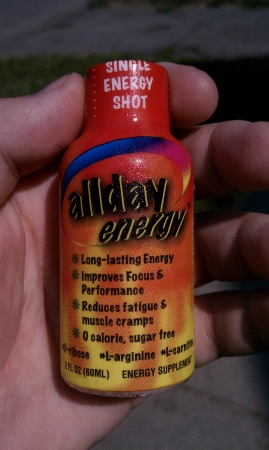 SINGLE
ENERGY
SHOT
allday
energy
* Long-lasting Energy
* Improves Focus &
Performance
* Reduces fatigue &
muscle cramps
* 0 calorie, sugar free
D-ribose *L-arginine *L-carnitin
2 FL OZ (60ML) ENERGY SUPPLEMENT